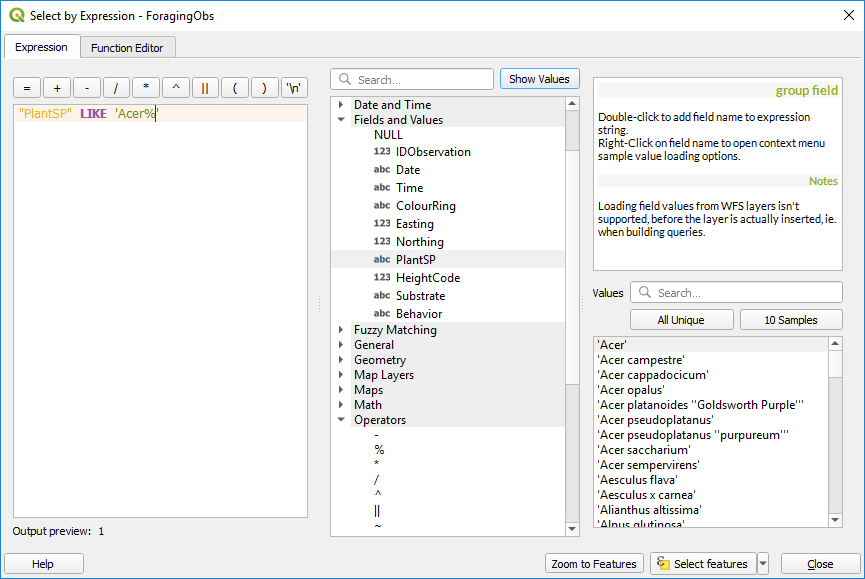 Select by Expression - ForagingObs
Expression
Function Editor
= + - / * ^ || ( ) '\n'
"PlantSP" LIKE 'Acer%'
Output preview: 1
Search...
Show Values
Date and Time
Fields and Values
NULL
123 IDObservation
abc Date
abc Time
abc ColourRing
123 Easting
123 Northing
abc PlantSP
123 HeightCode
abc Substrate
abc Behavior
Fuzzy Matching
General
Geometry
Map Layers
Maps
Math
Operators
-
%
*
/
^
||
~
group field
Double-click to add field name to expression
string.
Right-Click on field name to open context menu
sample value loading options.
Notes
Loading field values from WFS layers isn't
supported, before the layer is actually inserted, ie.
when building queries.
Values
Search...
All Unique
10 Samples
'Acer'
'Acer campestre'
'Acer cappadocicum'
'Acer opalus'
'Acer platanoides ''Goldsworth Purple'''
'Acer pseudoplatanus'
'Acer pseudoplatanus ''purpureum'''
'Acer saccharium'
'Acer sempervirens'
'Aesculus flava'
'Aesculus x carnea'
'Alianthus altissima'
'Alnus glutinosa'
Help
Zoom to Features
Select features
Close